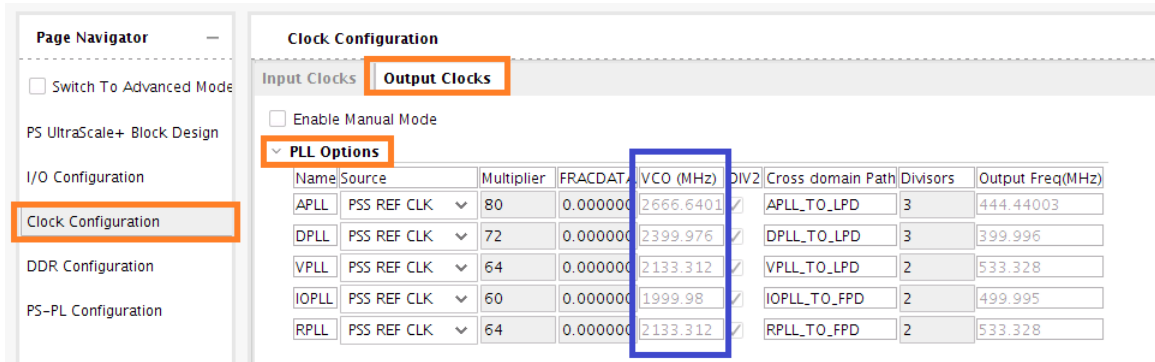 Page Navigator
Switch To Advanced Mode
PS UltraScale+ Block Design
I/O Configuration
Clock Configuration
DDR Configuration
PS-PL Configuration
Clock Configuration
Input Clocks Output Clocks
Enable Manual Mode
PLL Options
Name Source Multiplier FRACDATA VCO (MHz) DIV2 Cross domain Path Divisors Output Freq(MHz)
APLL PSS REF CLK 80 0.000000 2666.6401 APLL_TO_LPD 3 444.44003
DPLL PSS REF CLK 72 0.000000 2399.976 DPLL_TO_LPD 3 399.996
VPLL PSS REF CLK 64 0.000000 2133.312 VPLL_TO_LPD 2 533.328
IOPLL PSS REF CLK 60 0.000000 1999.98 IOPLL_TO_FPD 2 499.995
RPLL PSS REF CLK 64 0.000000 2133.312 RPLL_TO_FPD 2 533.328